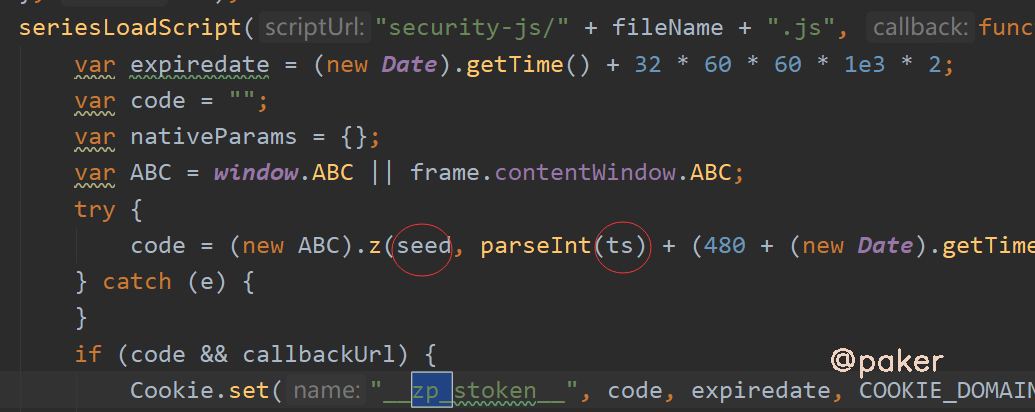 seriesLoadScript( scriptUrl: "security-js/" + fileName + ".js", callback: func
var expiredate = (new Date).getTime() + 32 * 60 * 60 * 1e3 * 2;
var code = "";
var nativeParams = {};
var ABC = window.ABC || frame.contentWindow.ABC;
try {
code = (new ABC).z(seed, parseInt(ts) + (480 + (new Date).getTime
} catch (e) {
}
if (code && callbackUrl) {
@paker
Cookie.set( name: "__zp_stoken__", code, expiredate, COOKIE_DOMAIN